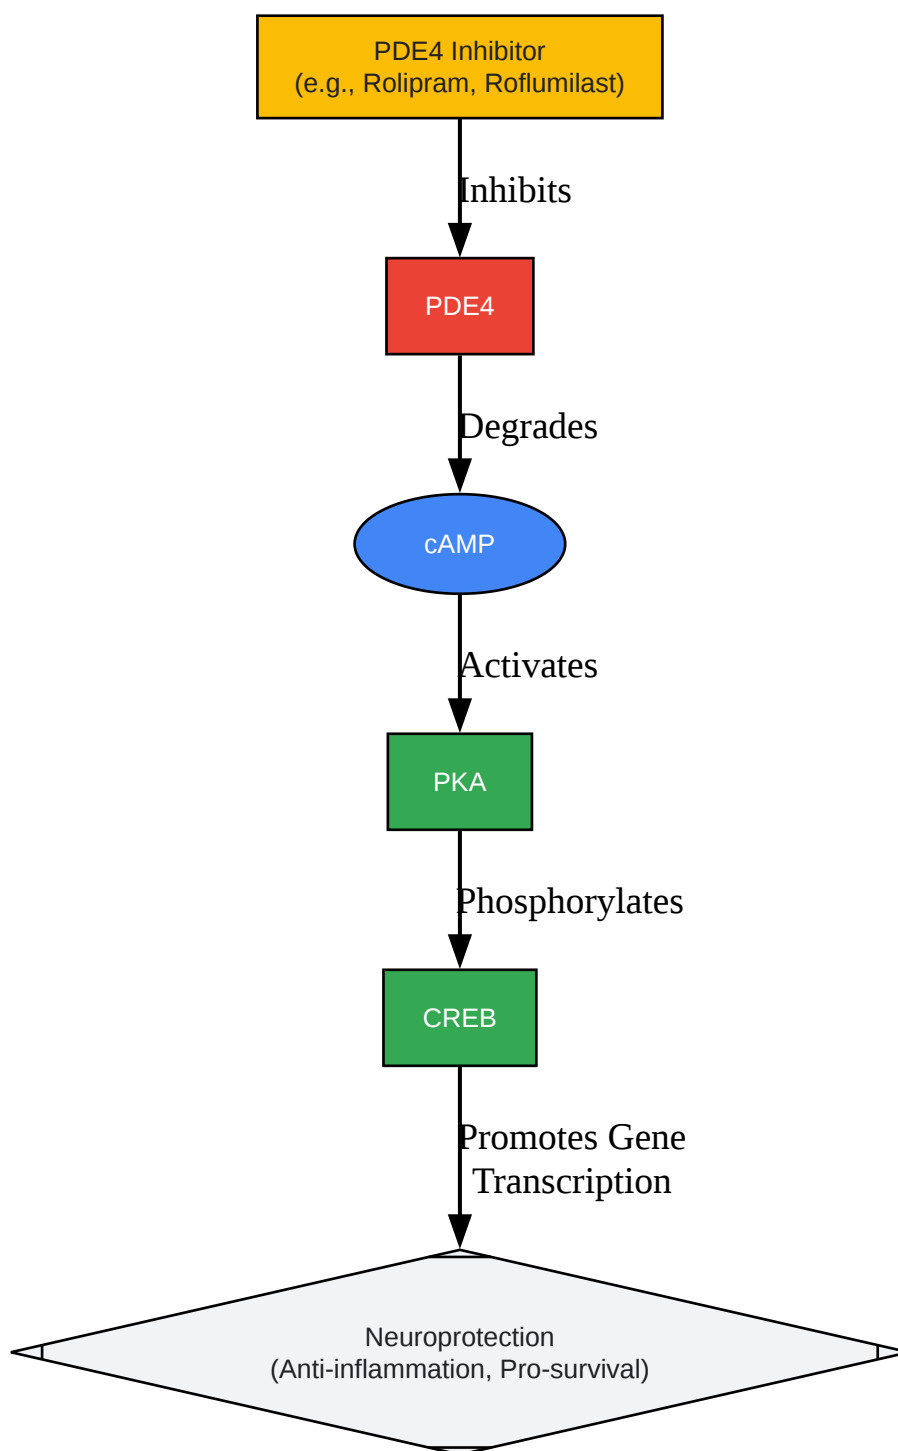 PDE4 Inhibitor
(e.g., Rolipram, Roflumilast)
Inhibits
PDE4
Degrades
cAMP
Activates
PKA
Phosphorylates
CREB
Promotes Gene
Transcription
Neuroprotection
(Anti-inflammation, Pro-survival)